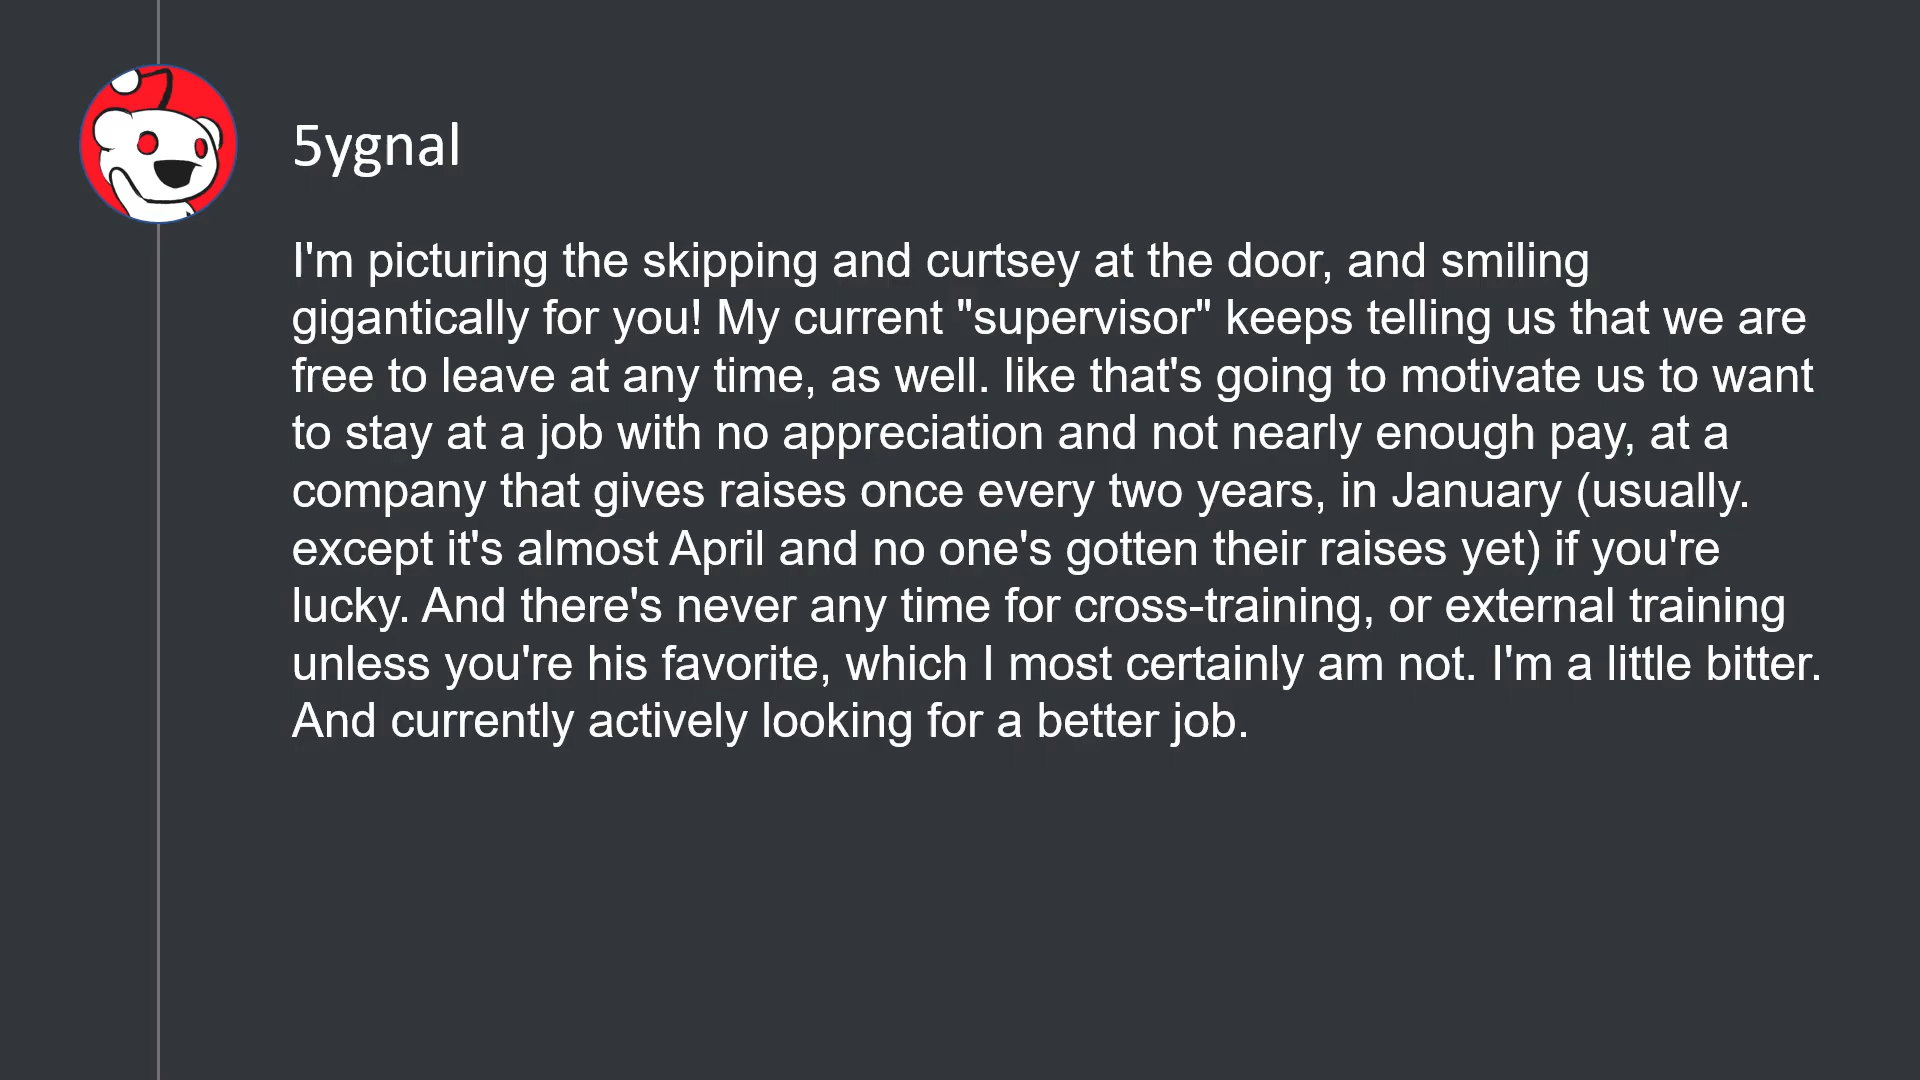 5ygnal
I'm picturing the skipping and curtsey at the door, and smiling
gigantically for you! My current "supervisor" keeps telling us that we are
free to leave at any time, as well. like that's going to motivate us to want
to stay at a job with no appreciation and not nearly enough pay, at a
company that gives raises once every two years, in January (usually.
except it's almost April and no one's gotten their raises yet) if you're
lucky. And there's never any time for cross-training, or external training
unless you're his favorite, which I most certainly am not. I'm a little bitter.
And currently actively looking for a better job.